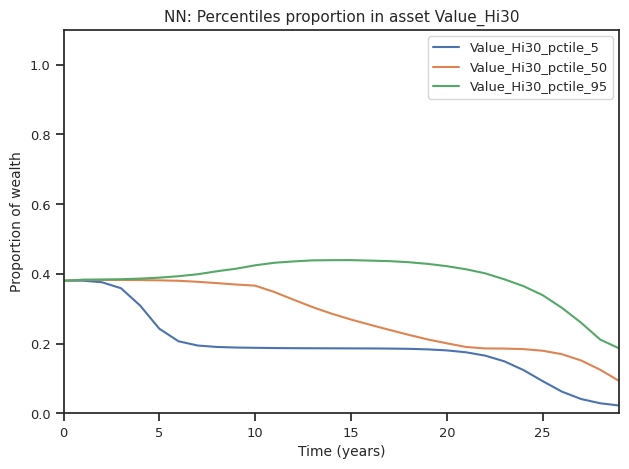 NN: Percentiles proportion in asset Value_Hi30
Value_Hi30_pctile_5
Value_Hi30_pctile_50
Value_Hi30_pctile_95
Proportion of wealth
1.0
0.8
0.6
0.4
0.2
0.0
0 5 10 15 20 25
Time (years)